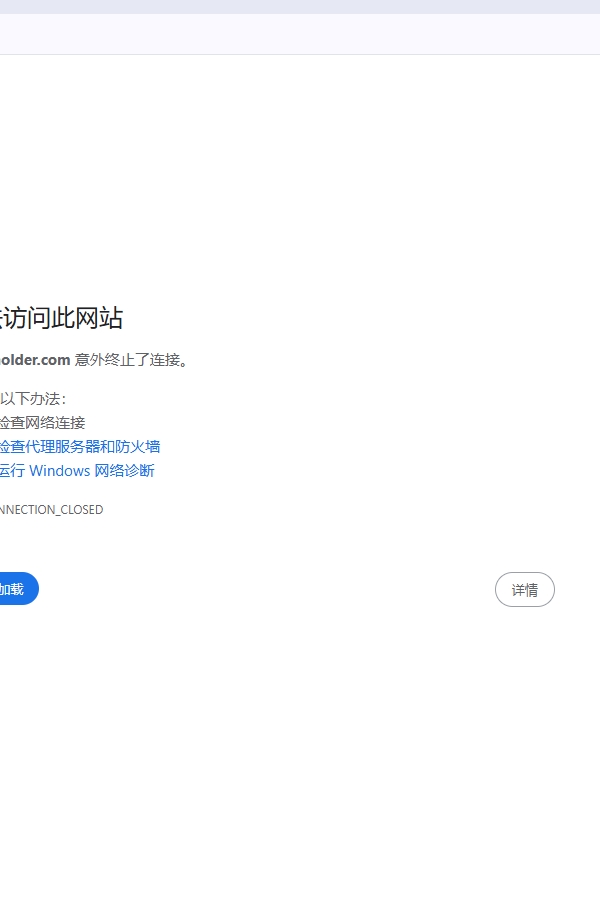 访问此网站
older.com 意外终止了连接。
以下办法：
检查网络连接
检查代理服务器和防火墙
运行 Windows 网络诊断
NNECTION_CLOSED
加载
详情